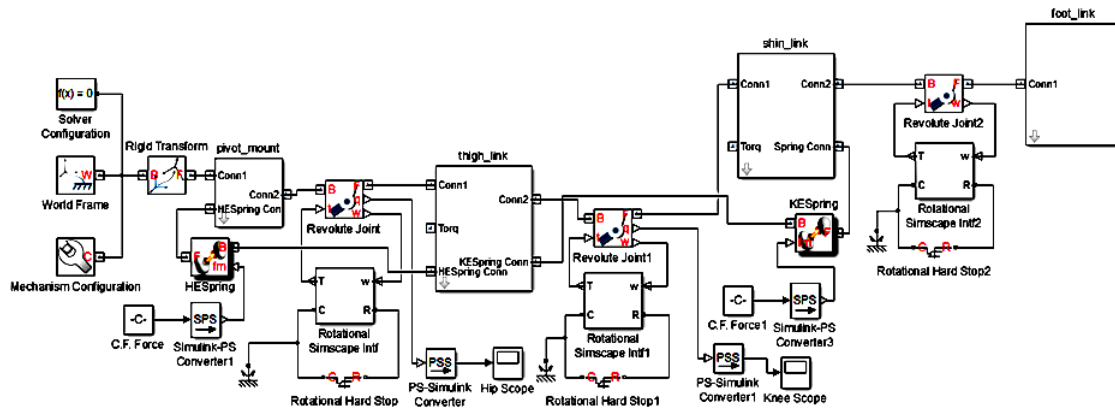 foot_link
shin_link
Conn1
Conn2
B
F
t
w
Conn1
Revolute Joint2
f(x) = 0
Solver
Configuration
Rigid Transform
pivot_mount
thigh_link
Torq
Spring Conn
T
w
W
B
F
Conn1
Conn2
HESpring Con
World Frame
B
F
t
q
w
Revolute Joint
Conn1
Conn2
Torq
KESpring Conn
HESpring Conn
B
F
t
q
w
Revolute Joint1
KESpring
B
F
fm
C
R
Rotational
Simscape Intf2
C
R
Rotational Hard Stop2
C
Mechanism Configuration
F
B
fm
HESpring
T
w
C
R
Rotational
Simscape Intf
T
w
C
R
Rotational
Simscape Intf1
-C-
C.F. Force
SPS
Simulink-PS
Converter1
-C-
C.F. Force1
SPS
Simulink-PS
Converter3
C
R
Rotational Hard Stop
PSS
PS-Simulink
Converter
Hip Scope
C
R
Rotational Hard Stop1
PSS
PS-Simulink
Converter1
Knee Scope